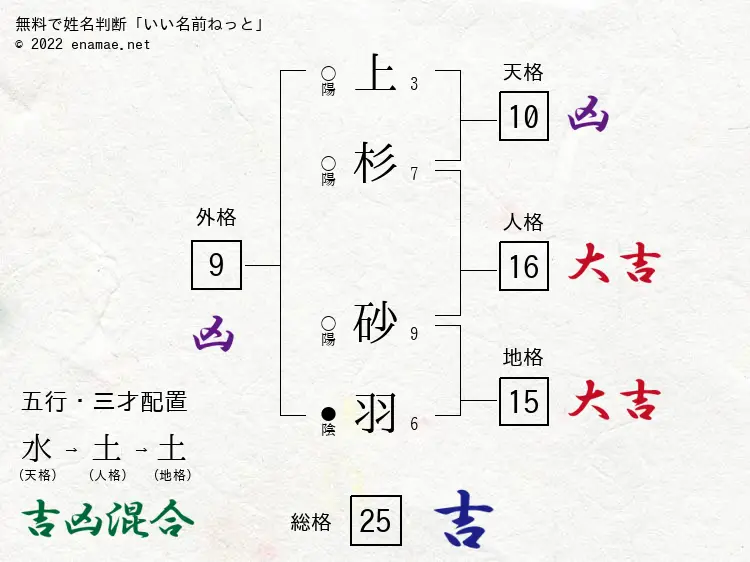 無料で姓名判断「いい名前ねっと」
© 2022 enamae.net
○陽 上 3
天格
10 凶
○陽 杉 7
外格
9
凶
人格
16 大吉
○陽 砂 9
地格
15 大吉
●陰 羽 6
五行・三才配置
水 → 土 → 土
(天格) (人格) (地格)
吉凶混合
総格 25 吉